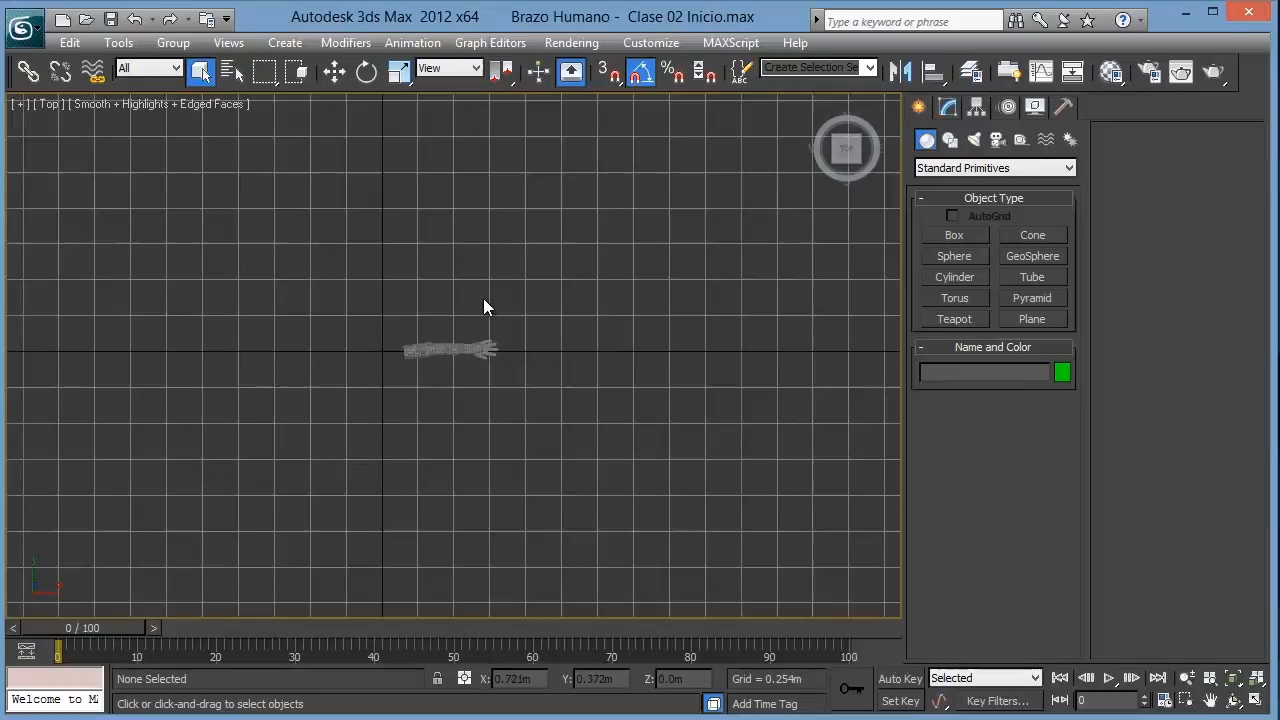 Autodesk 3ds Max  2012 x64      Brazo Humano -  Clase 02 Inicio.max
Type a keyword or phrase
Edit Tools Group Views Create Modifiers Animation Graph Editors Rendering Customize MAXScript Help
All View 3 Create Selection Se
[ + ] [ Top ] [ Smooth + Highlights + Edged Faces ]
TOP
Standard Primitives
Object Type
AutoGrid
Box Cone
Sphere GeoSphere
Cylinder Tube
Torus Pyramid
Teapot Plane
Name and Color
y
x
< 0 / 100 >
0 10 20 30 40 50 60 70 80 90 100
None Selected X: 0.721m Y: 0.372m Z: 0.0m Grid = 0.254m Auto Key Selected
Welcome to M Click or click-and-drag to select objects Add Time Tag Set Key Key Filters... 0